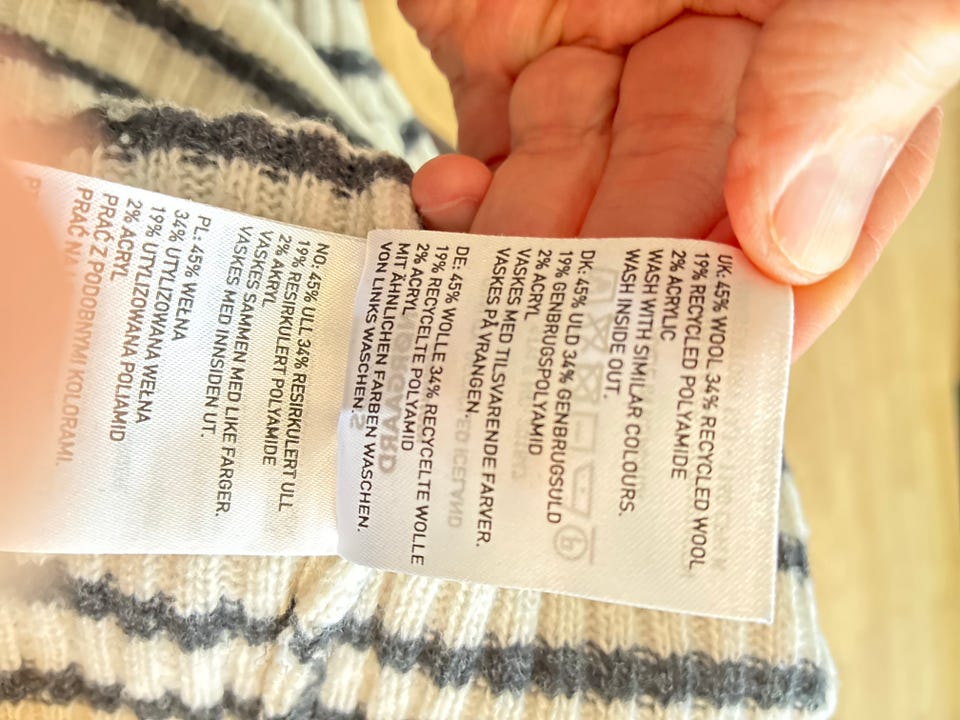 UK: 45% WOOL 34% RECYCLED WOOL
19% RECYCLED POLYAMIDE
2% ACRYLIC
WASH WITH SIMILAR COLOURS.
WASH INSIDE OUT.
DK: 45% ULD 34% GENBRUGSULD
19% GENBRUGSPOLYAMID
2% ACRYL
VASKES MED TILSVARENDE FARVER.
VASKES PÅ VRANGEN.
DE: 45% WOLLE 34% RECYCELTE WOLLE
19% RECYCELTE POLYAMID
2% ACRYL
MIT ÄHNLICHEN FARBEN WASCHEN.
VON LINKS WASCHEN.
NO: 45% ULL 34% RESIRKULERT ULL
19% RESIRKULERT POLYAMIDE
2% AKRYL
VASKES SAMMEN MED LIKE FARGER.
VASKES MED INNSIDEN UT.
PL: 45% WEŁNA
34% UTYLIZOWANA WEŁNA
19% UTYLIZOWANA POLIAMID
2% ACRYL
PRAĆ Z PODOBNYMI KOLORAMI.
PRAĆ